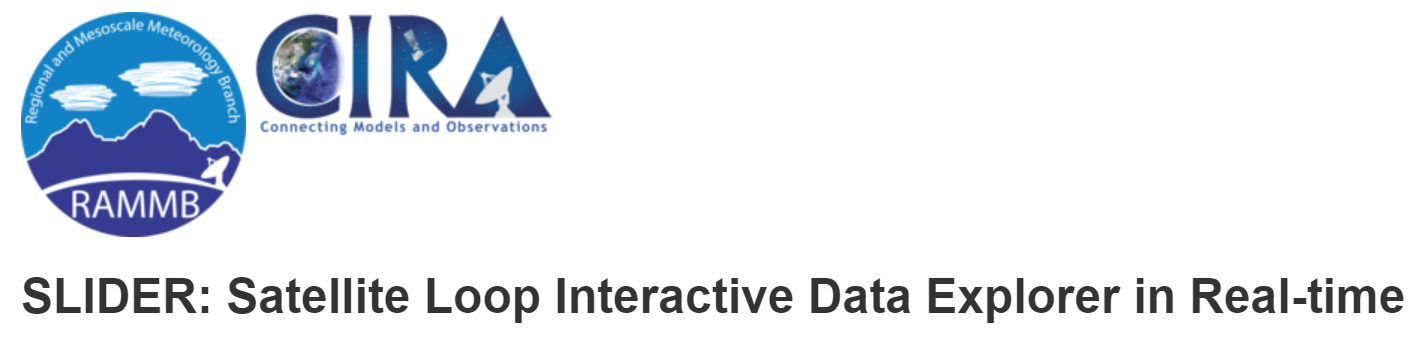 Regional and Mesoscale Meteorology Branch
RAMMB
CIRA
Connecting Models and Observations
SLIDER: Satellite Loop Interactive Data Explorer in Real-time